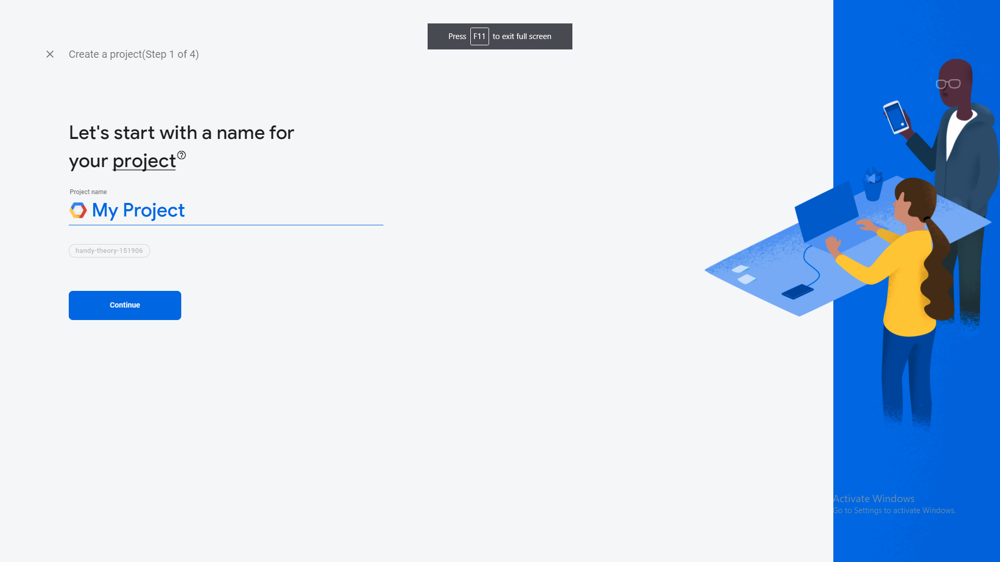 Press F11 to exit full screen
Create a project(Step 1 of 4)
Let's start with a name for
your project
Project name
My Project
handy-theory-151906
Continue
Activate Windows
Go to Settings to activate Windows.